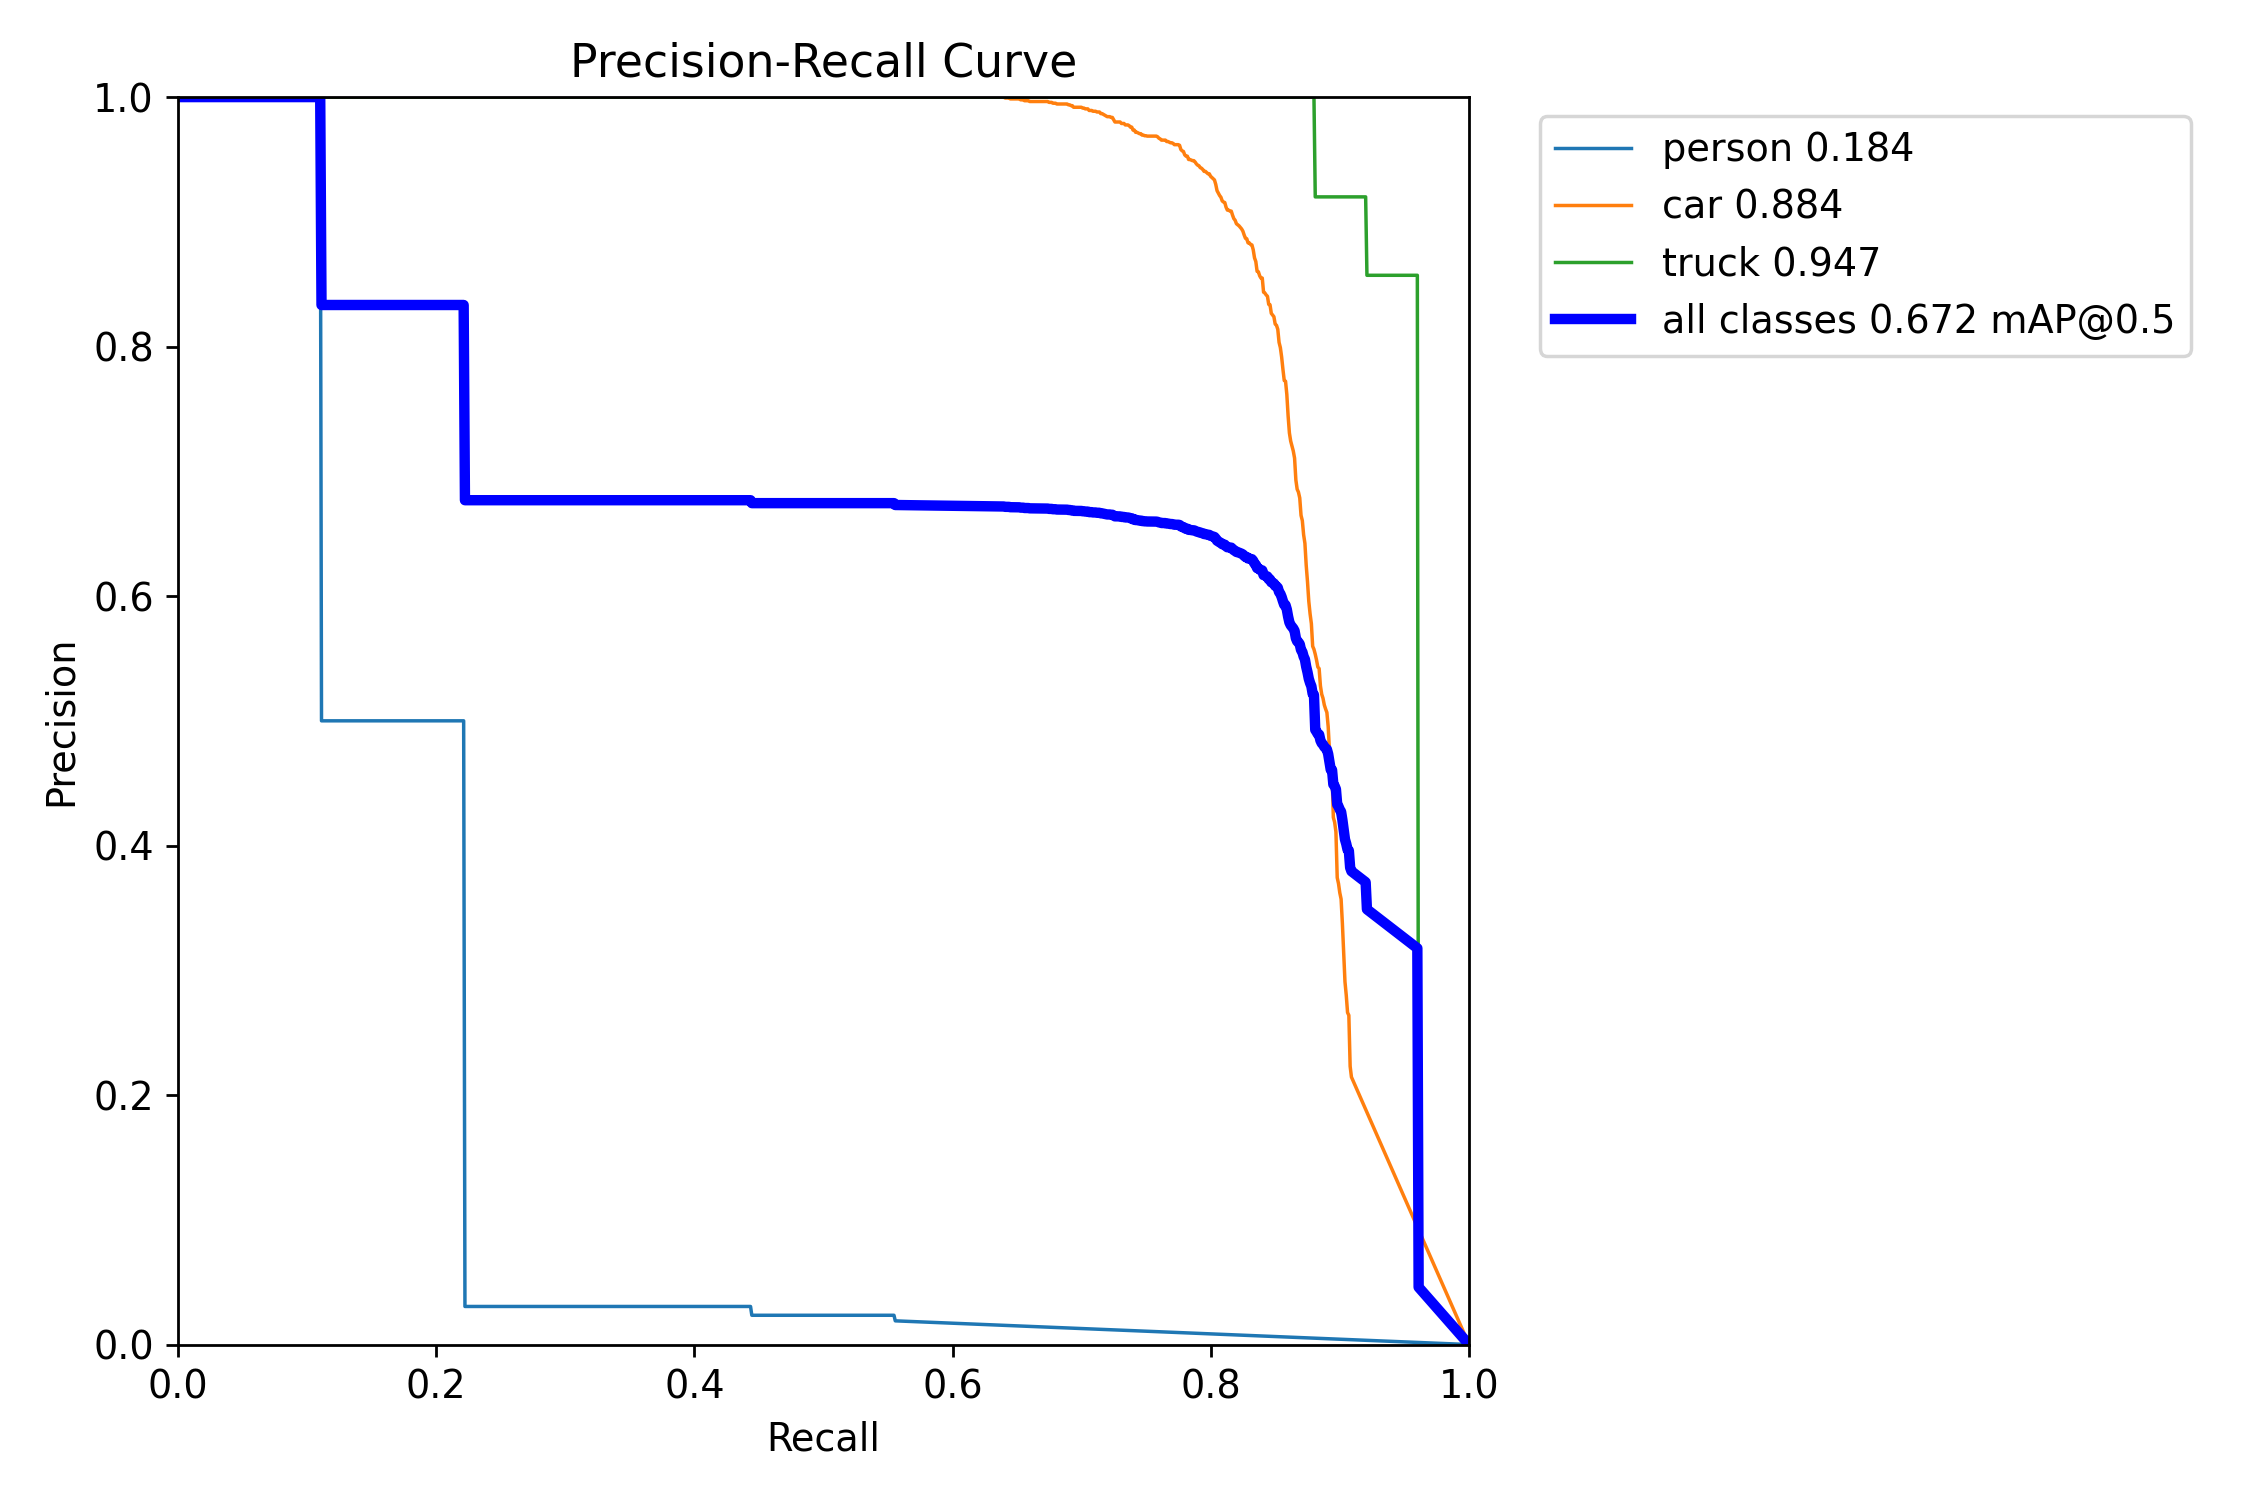 Precision-Recall Curve
1.0
0.8
0.6
0.4
0.2
0.0
Precision
0.0 0.2 0.4 0.6 0.8 1.0
Recall
person 0.184
car 0.884
truck 0.947
all classes 0.672 mAP@0.5